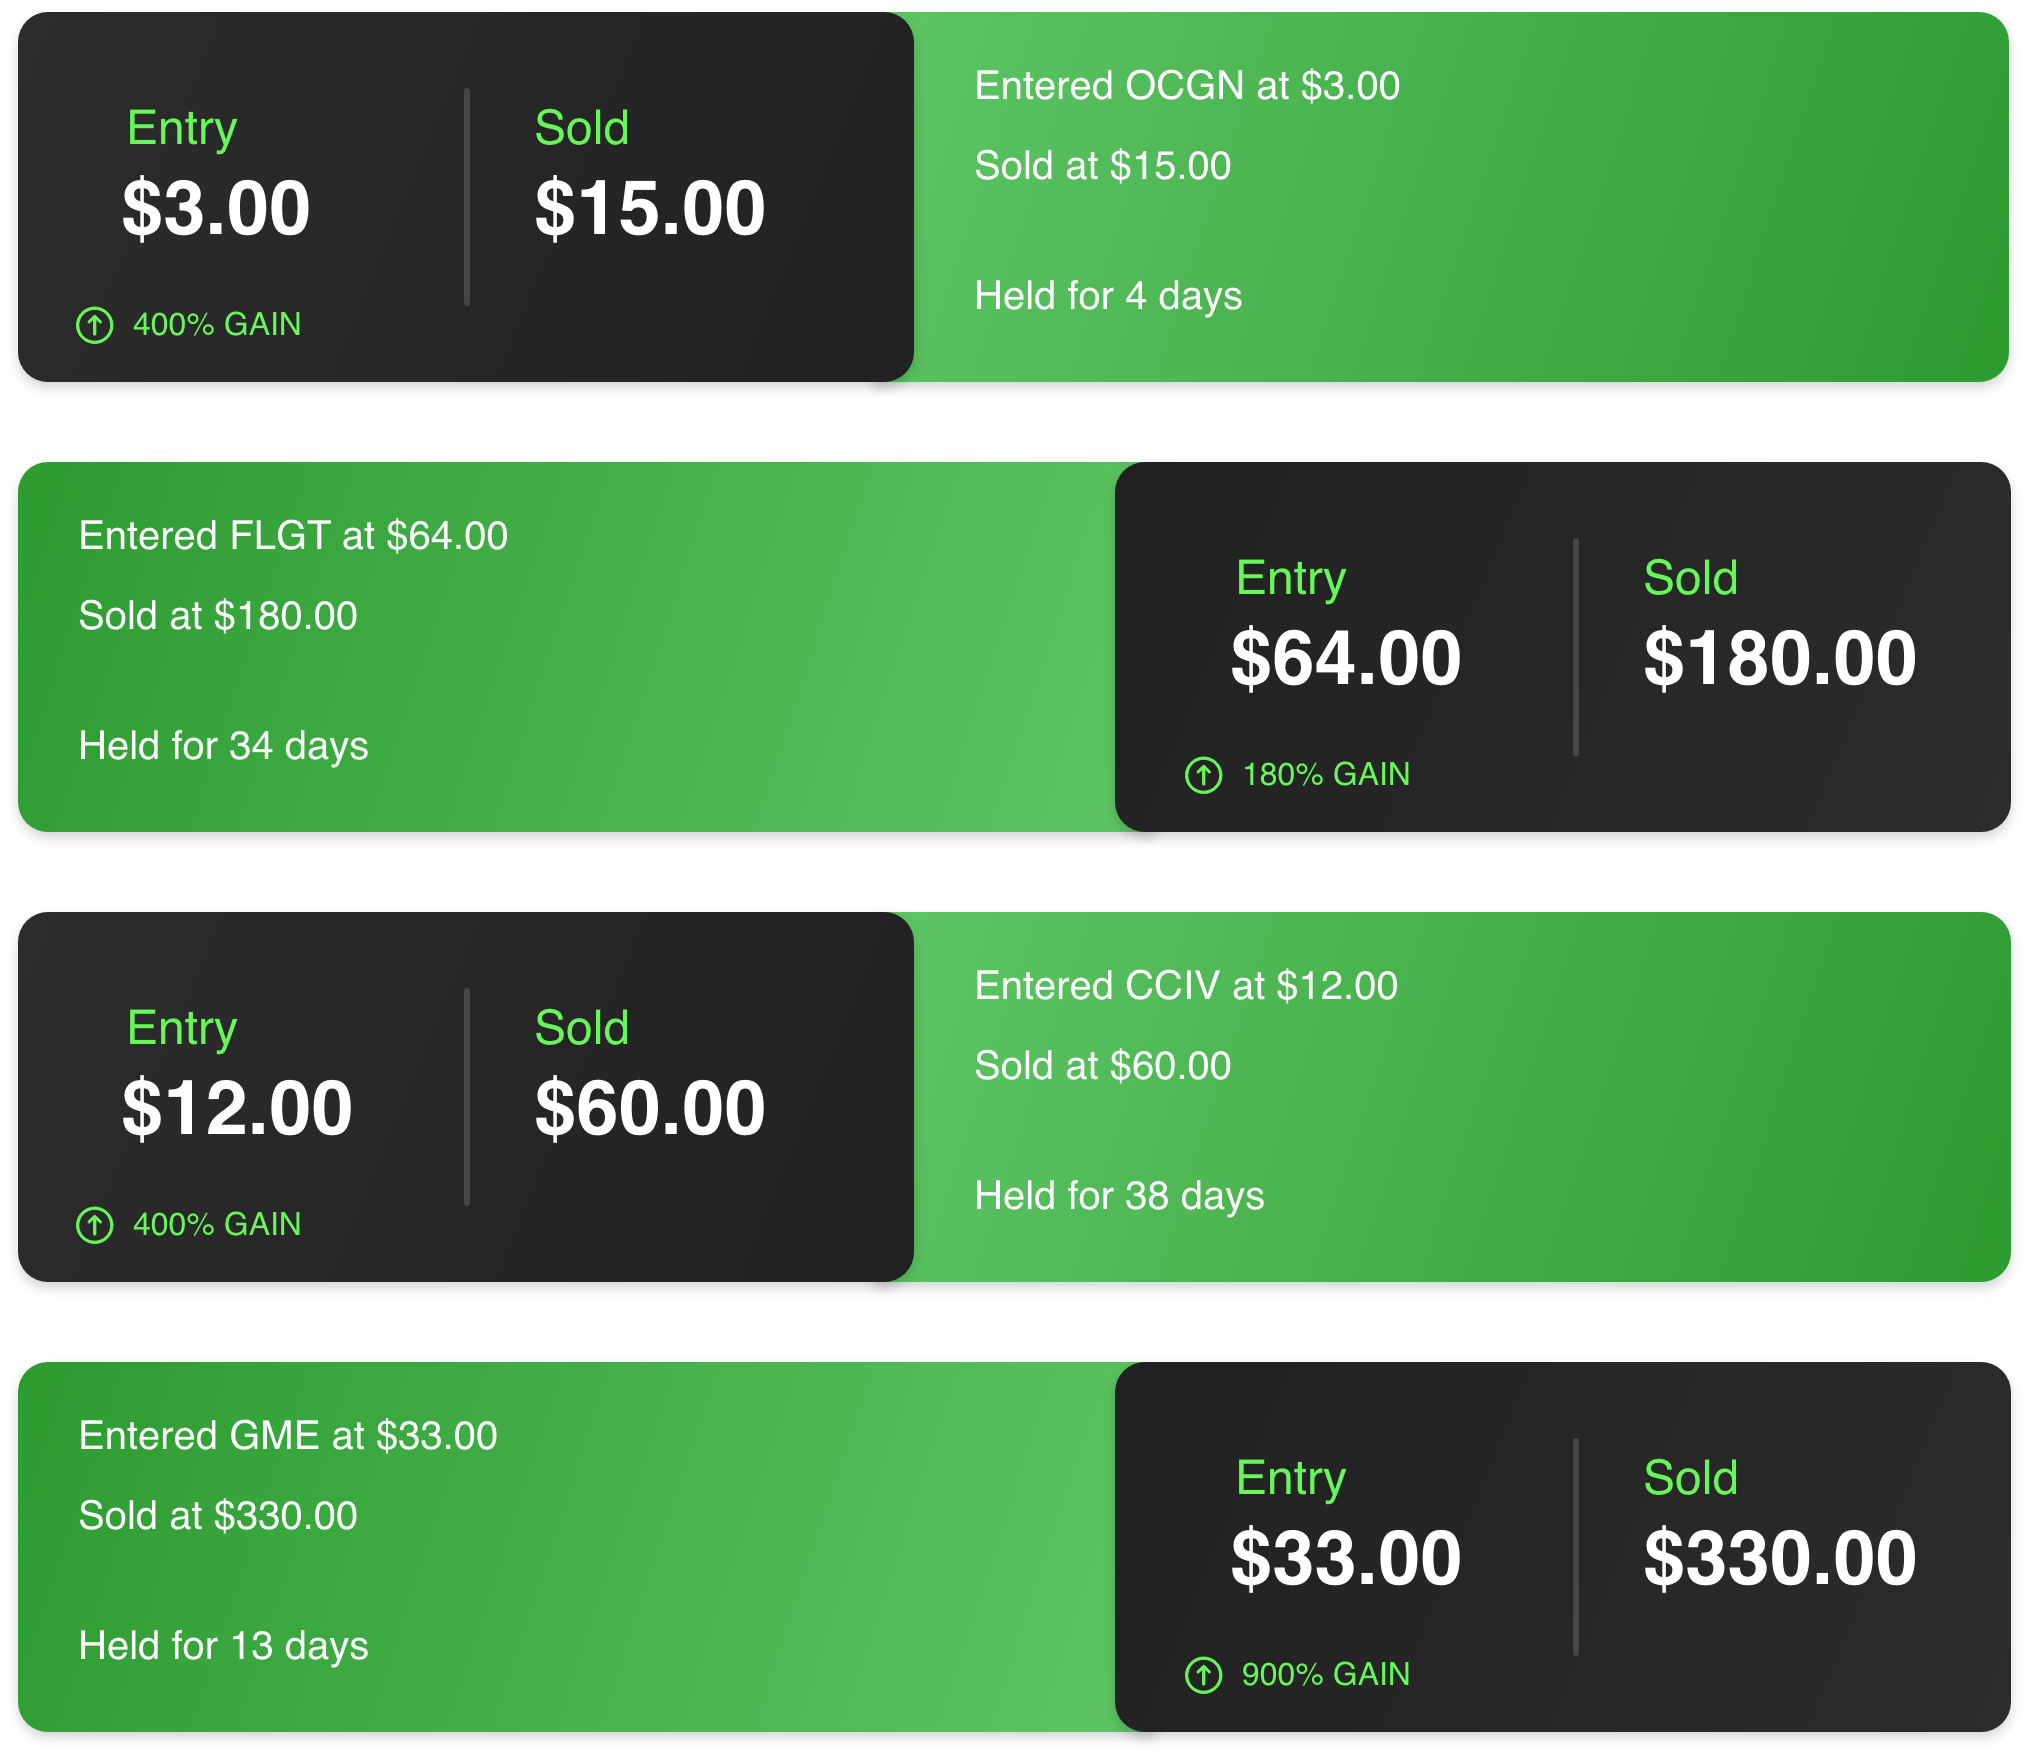 Entry
$3.00
Sold
$15.00
400% GAIN
Entered OCGN at $3.00
Sold at $15.00
Held for 4 days
Entered FLGT at $64.00
Sold at $180.00
Held for 34 days
Entry
$64.00
Sold
$180.00
180% GAIN
Entry
$12.00
Sold
$60.00
400% GAIN
Entered CCIV at $12.00
Sold at $60.00
Held for 38 days
Entered GME at $33.00
Sold at $330.00
Held for 13 days
Entry
$33.00
Sold
$330.00
900% GAIN